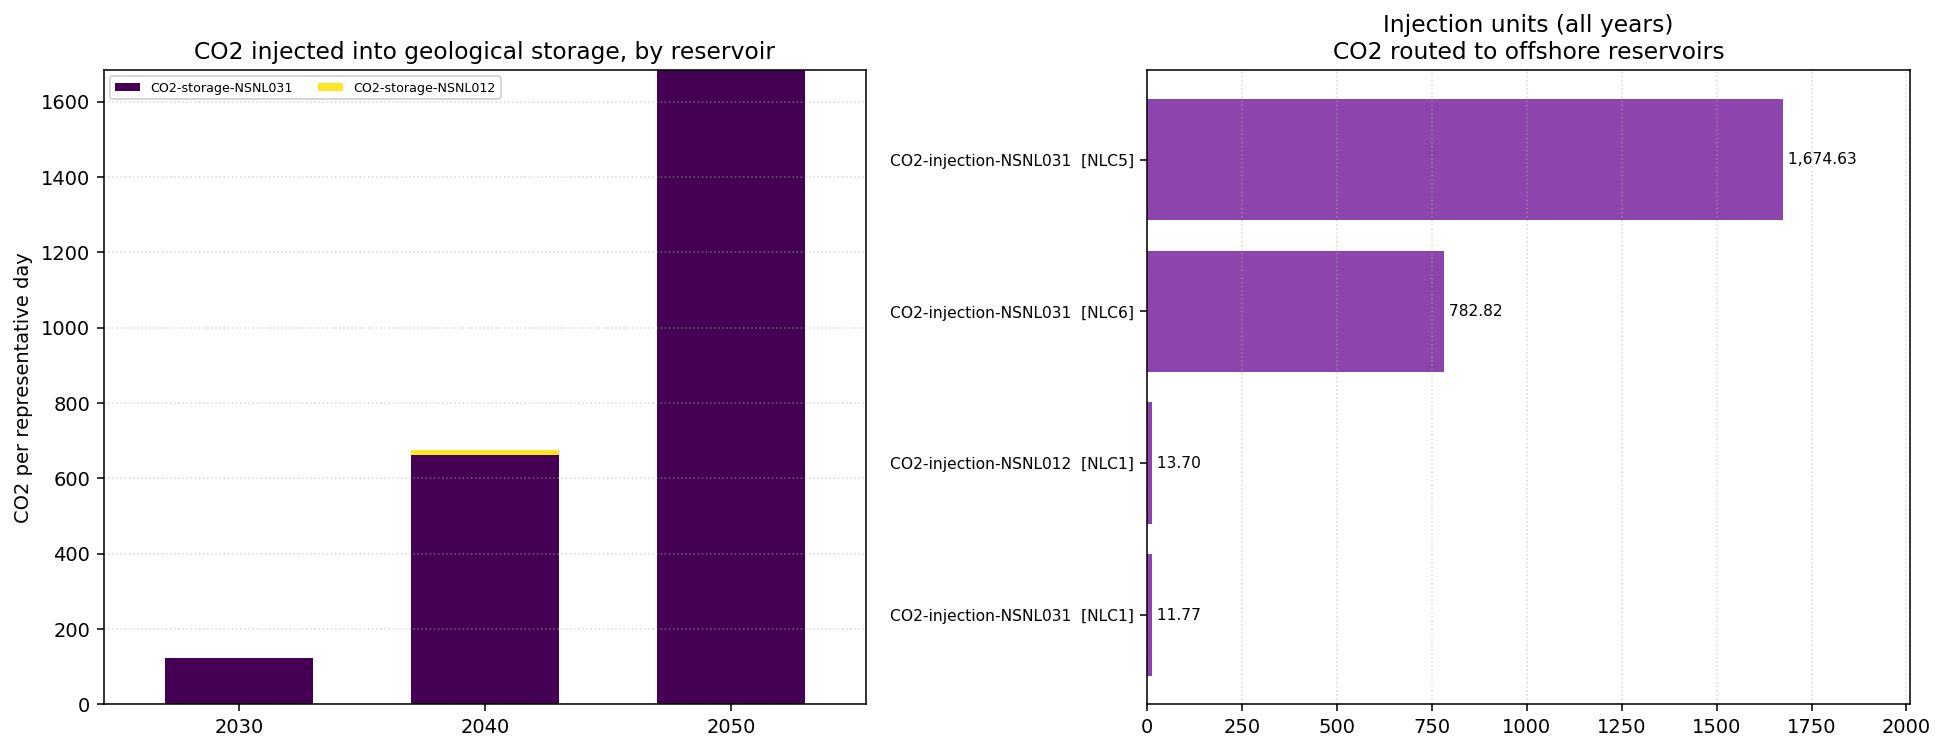 CO2 injected into geological storage, by reservoir
CO2-storage-NSNL031
CO2-storage-NSNL012
CO2 per representative day
1600
1400
1200
1000
800
600
400
200
0
2030
2040
2050
Injection units (all years)
CO2 routed to offshore reservoirs
CO2-injection-NSNL031 [NLC5]
1,674.63
CO2-injection-NSNL031 [NLC6]
782.82
CO2-injection-NSNL012 [NLC1]
13.70
CO2-injection-NSNL031 [NLC1]
11.77
0
250
500
750
1000
1250
1500
1750
2000